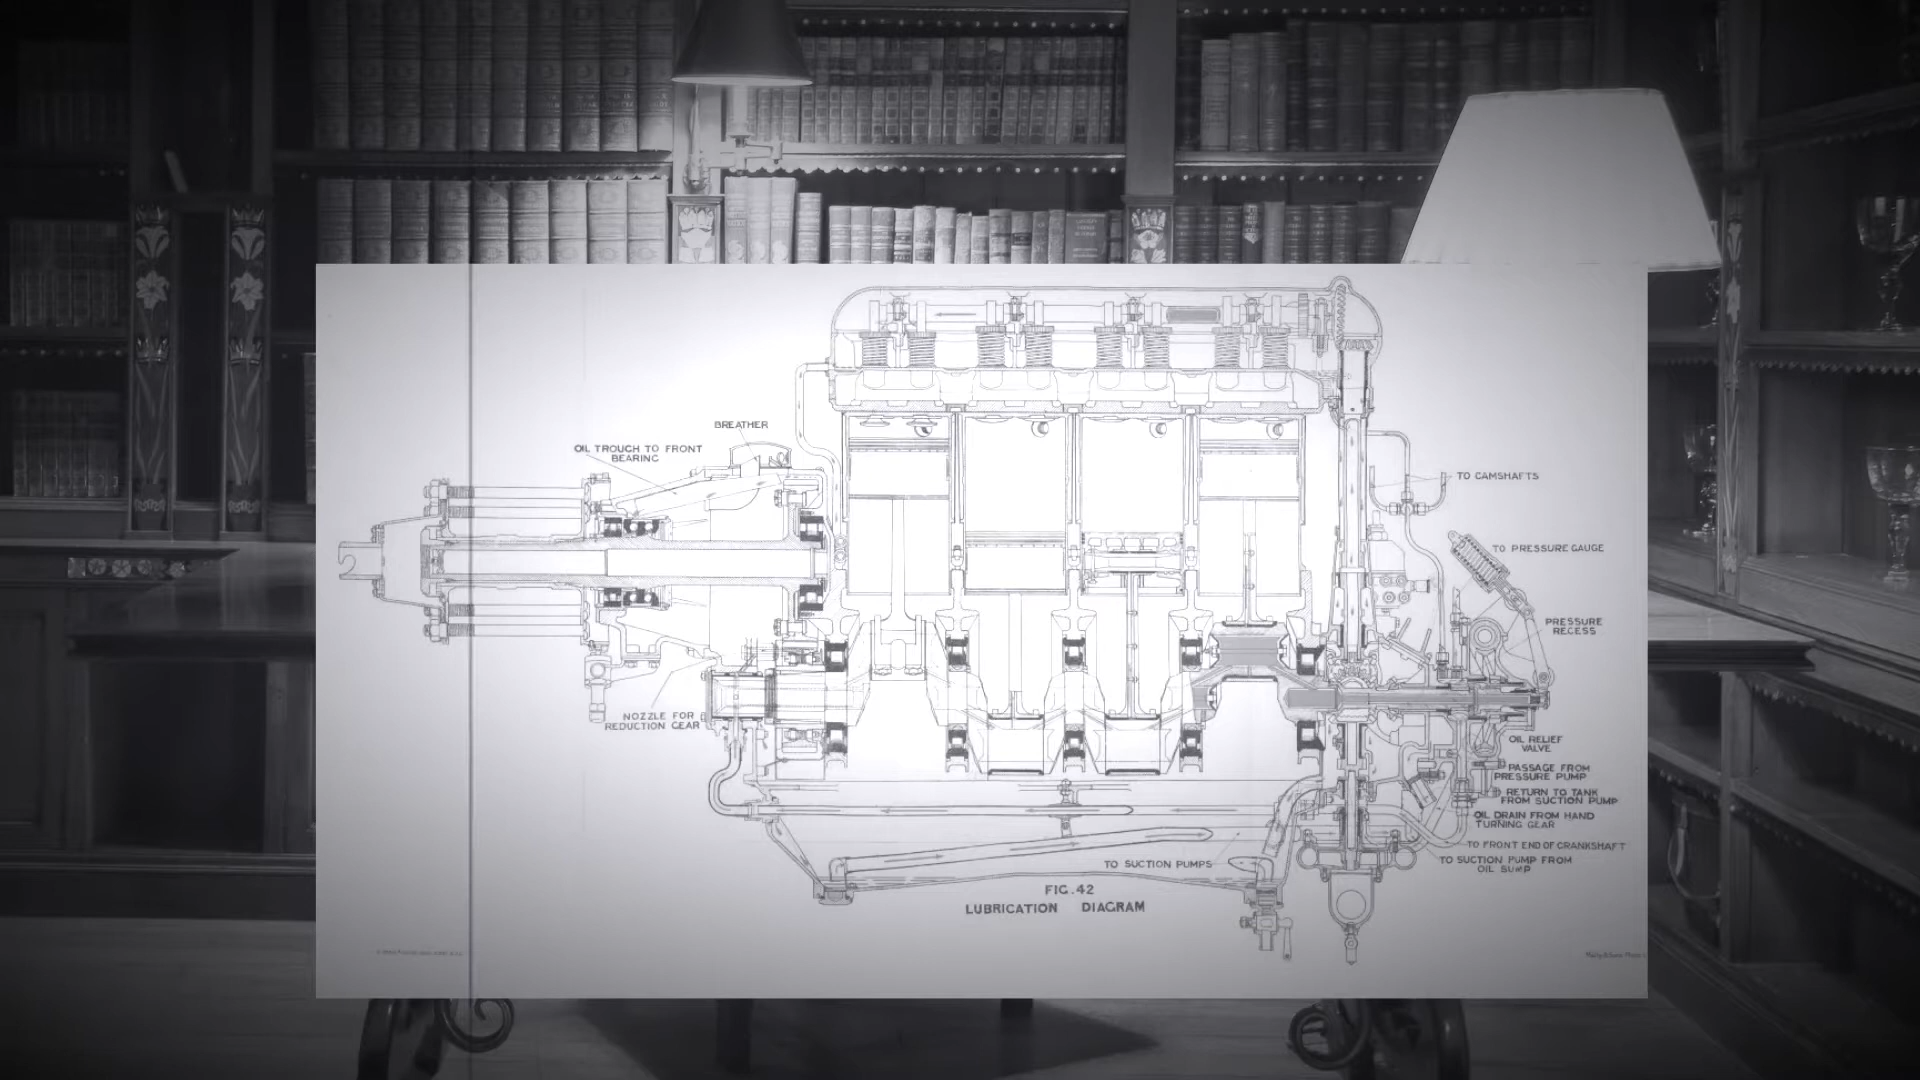 BREATHER
OIL TROUGH TO FRONT
BEARING
TO CAMSHAFTS
TO PRESSURE GAUGE
PRESSURE
RECESS
NOZZLE FOR
REDUCTION GEAR
OIL RELIEF
VALVE
PASSAGE FROM
PRESSURE PUMP
RETURN TO TANK
FROM SUCTION PUMP
OIL DRAIN FROM HAND
TURNING GEAR
TO FRONT END OF CRANKSHAFT
TO SUCTION PUMP FROM
OIL SUMP
TO SUCTION PUMPS
FIG. 42
LUBRICATION DIAGRAM